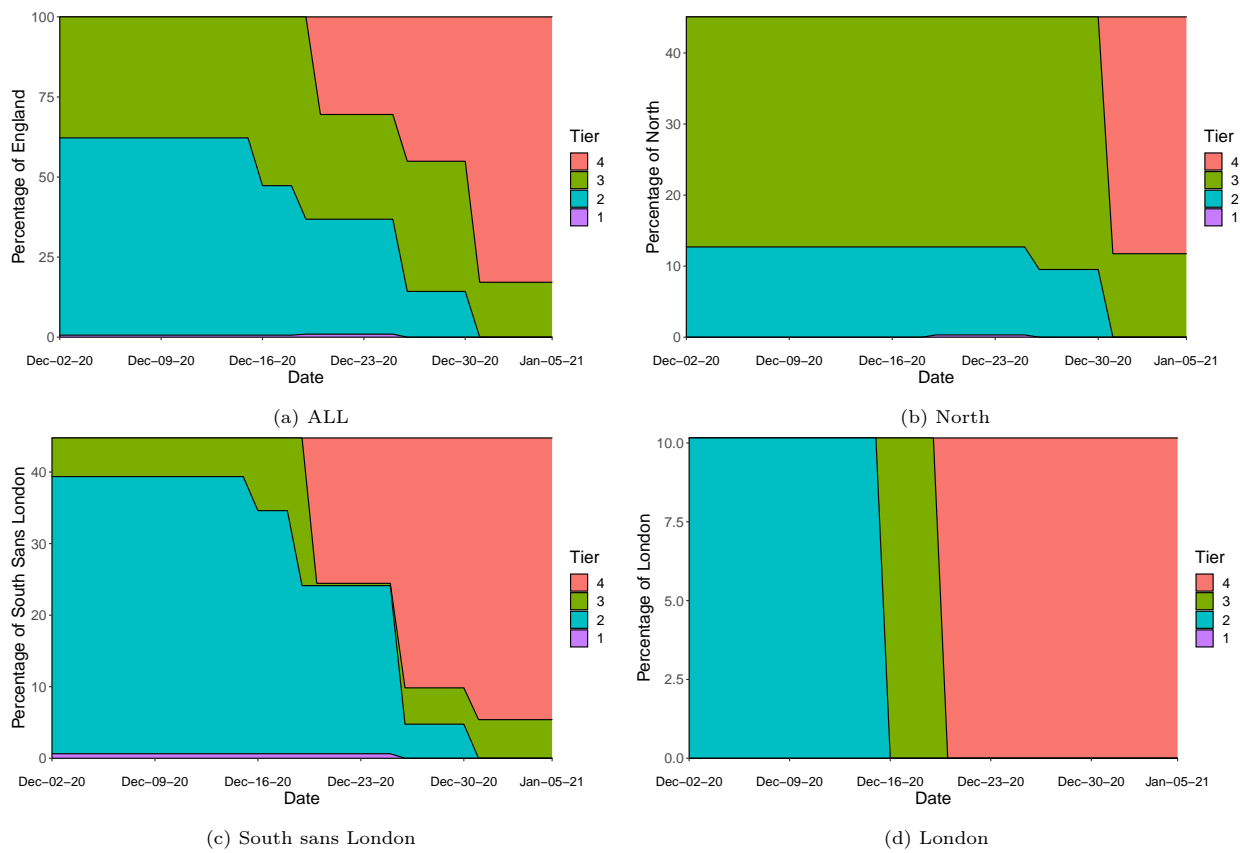 100
75
50
25
0
Percentage of England
Dec−02−20 Dec−09−20 Dec−16−20 Dec−23−20 Dec−30−20 Jan−05−21
Date
Tier
4
3
2
1
(a) ALL
40
30
20
10
0
Percentage of North
Dec−02−20 Dec−09−20 Dec−16−20 Dec−23−20 Dec−30−20 Jan−05−21
Date
Tier
4
3
2
1
(b) North
40
30
20
10
0
Percentage of South Sans London
Dec−02−20 Dec−09−20 Dec−16−20 Dec−23−20 Dec−30−20 Jan−05−21
Date
Tier
4
3
2
1
(c) South sans London
10.0
7.5
5.0
2.5
0.0
Percentage of London
Dec−02−20 Dec−09−20 Dec−16−20 Dec−23−20 Dec−30−20 Jan−05−21
Date
Tier
4
3
2
1
(d) London